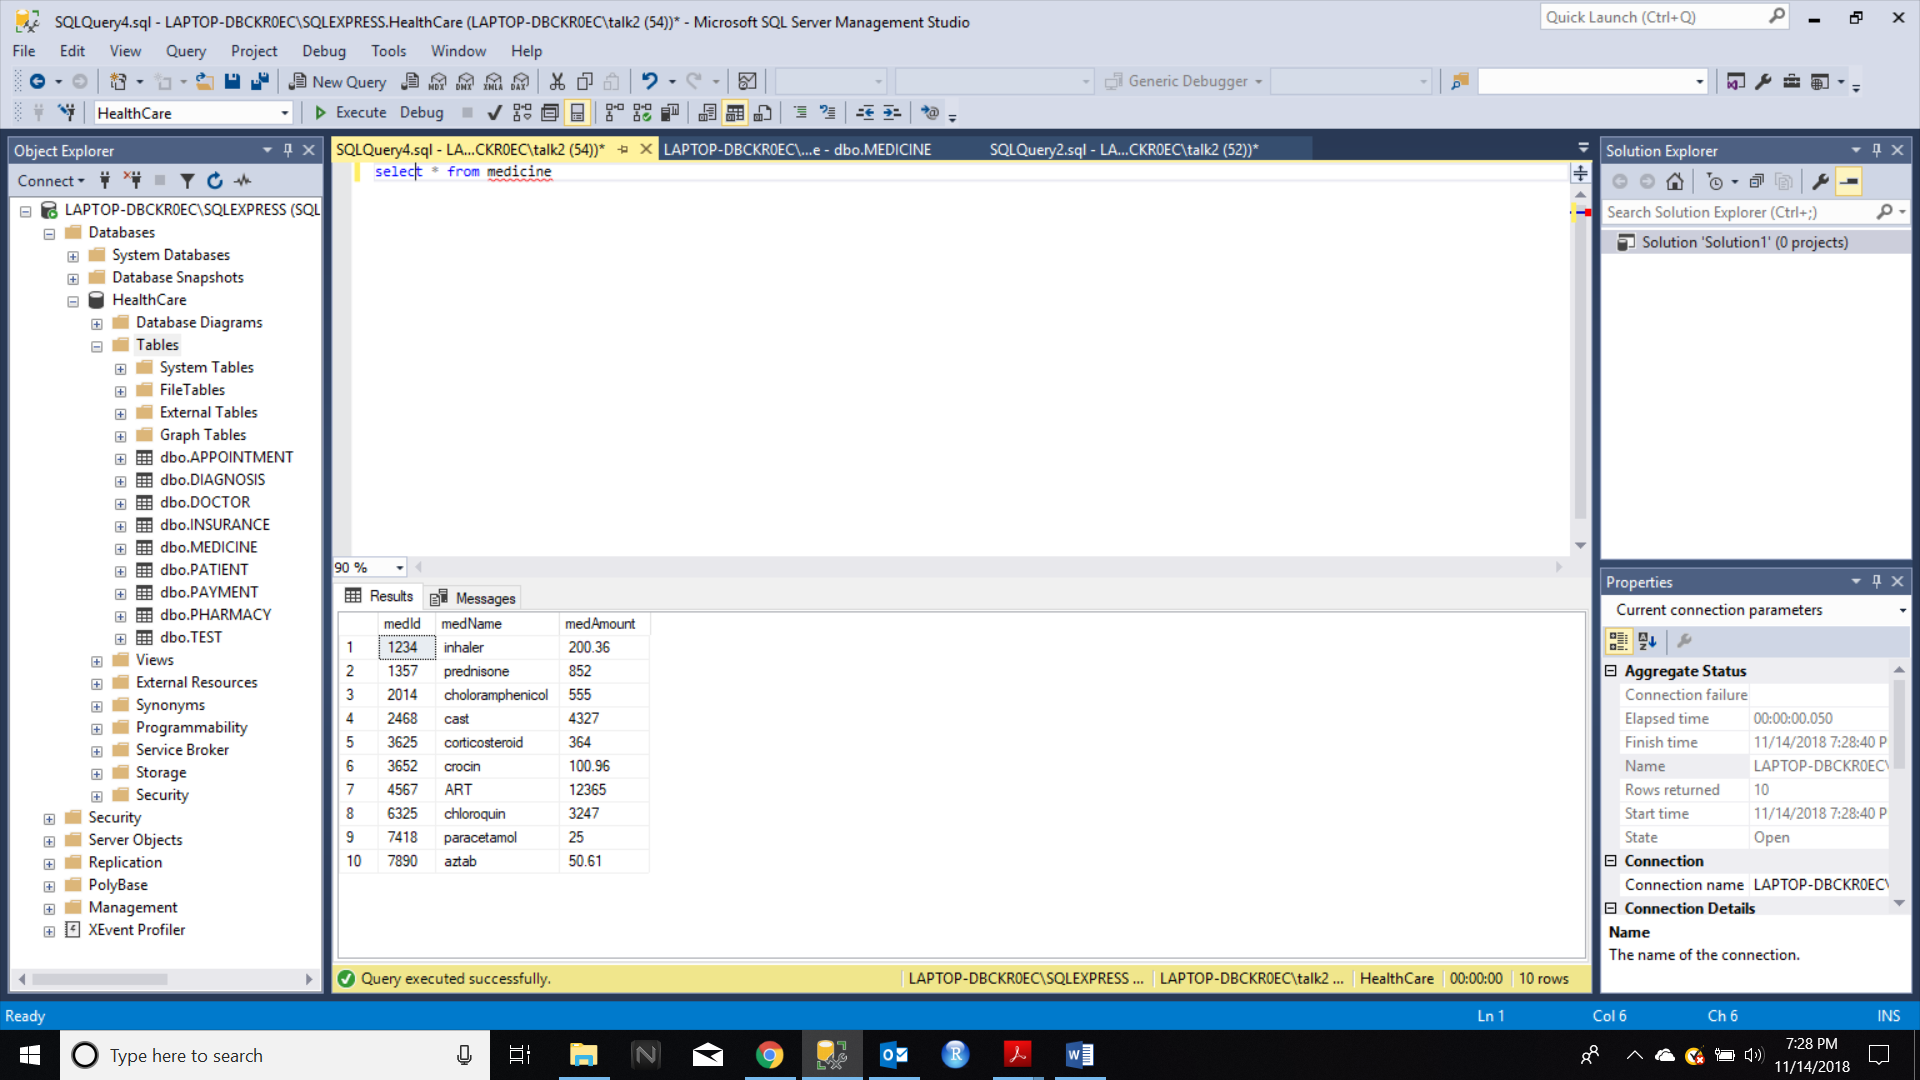 SQLQuery4.sql - LAPTOP-DBCKR0EC\SQLEXPRESS.HealthCare (LAPTOP-DBCKR0EC\talk2 (54))* - Microsoft SQL Server Management Studio
Quick Launch (Ctrl+Q)
File Edit View Query Project Debug Tools Window Help
New Query MDX DMX XMLA DAX Generic Debugger
HealthCare Execute Debug
Object Explorer
Connect
LAPTOP-DBCKR0EC\SQLEXPRESS (SQL
Databases
System Databases
Database Snapshots
HealthCare
Database Diagrams
Tables
System Tables
FileTables
External Tables
Graph Tables
dbo.APPOINTMENT
dbo.DIAGNOSIS
dbo.DOCTOR
dbo.INSURANCE
dbo.MEDICINE
dbo.PATIENT
dbo.PAYMENT
dbo.PHARMACY
dbo.TEST
Views
External Resources
Synonyms
Programmability
Service Broker
Storage
Security
Security
Server Objects
Replication
PolyBase
Management
XEvent Profiler
SQLQuery4.sql - LA...CKR0EC\talk2 (54))* LAPTOP-DBCKR0EC\...e - dbo.MEDICINE SQLQuery2.sql - LA...CKR0EC\talk2 (52))*
select * from medicine
90 %
Results Messages
medId medName medAmount
1 1234 inhaler 200.36
2 1357 prednisone 852
3 2014 choloramphenicol 555
4 2468 cast 4327
5 3625 corticosteroid 364
6 3652 crocin 100.96
7 4567 ART 12365
8 6325 chloroquin 3247
9 7418 paracetamol 25
10 7890 aztab 50.61
Query executed successfully. LAPTOP-DBCKR0EC\SQLEXPRESS ... LAPTOP-DBCKR0EC\talk2 ... HealthCare 00:00:00 10 rows
Solution Explorer
Search Solution Explorer (Ctrl+;)
Solution 'Solution1' (0 projects)
Properties
Current connection parameters
Aggregate Status
Connection failure
Elapsed time 00:00:00.050
Finish time 11/14/2018 7:28:40 P
Name LAPTOP-DBCKR0EC\
Rows returned 10
Start time 11/14/2018 7:28:40 P
State Open
Connection
Connection name LAPTOP-DBCKR0EC\
Connection Details
Name
The name of the connection.
Ready Ln 1 Col 6 Ch 6 INS
Type here to search
7:28 PM
11/14/2018